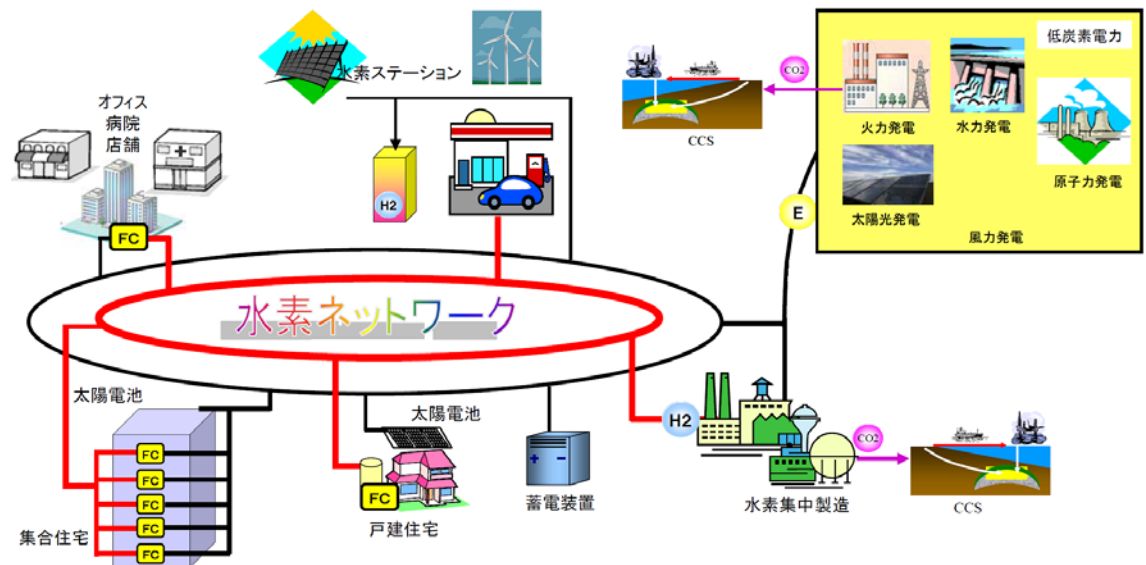 水素ステーション
オフィス
病院
店舗
FC
H2
CO2
CCS
低炭素電力
火力発電
水力発電
原子力発電
太陽光発電
風力発電
E
水素ネットワーク
太陽電池
FC
FC
FC
FC
FC
集合住宅
太陽電池
FC
戸建住宅
蓄電装置
H2
水素集中製造
CO2
CCS